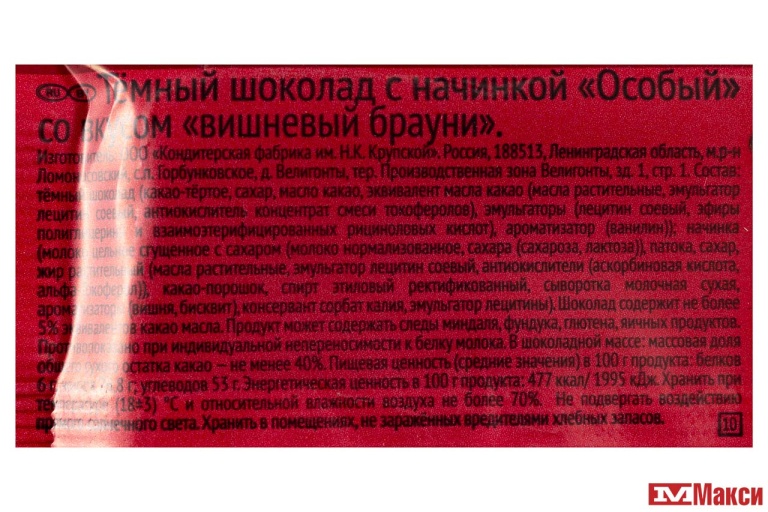 RU Тёмный шоколад с начинкой «Особый»
со вкусом «вишнёвый брауни».
Изготовитель: ООО «Кондитерская фабрика им. Н.К. Крупской». Россия, 188513, Ленинградская область, м.р-н
Ломоносовский, с.п. Горбунковское, д. Велигонты, тер. Производственная зона Велигонты, зд. 1, стр. 1. Состав:
тёмный шоколад (какао-тёртое, сахар, масло какао, эквивалент масла какао (масла растительные, эмульгатор
лецитин соевый, антиокислитель концентрат смеси токоферолов), эмульгаторы (лецитин соевый, эфиры
полиглицерина и взаимоэтерифицированных рициноловых кислот), ароматизатор (ванилин)); начинка
(молоко цельное сгущенное с сахаром (молоко нормализованное, сахара (сахароза, лактоза)), патока, сахар,
жир растительный (масла растительные, эмульгатор лецитин соевый, антиокислители (аскорбиновая кислота,
альфа-токоферол)), какао-порошок, спирт этиловый ректификованный, сыворотка молочная сухая,
ароматизаторы (вишня, бисквит), консервант сорбат калия, эмульгатор лецитины). Шоколад содержит не более
5% эквивалентов какао масла. Продукт может содержать следы миндаля, фундука, глютена, яичных продуктов.
Противопоказано при индивидуальной непереносимости к белку молока. В шоколадной массе: массовая доля
общего сухого остатка какао – не менее 40%. Пищевая ценность (средние значения) в 100 г продукта: белков
6 г, 8 г, углеводов 53 г. Энергетическая ценность в 100 г продукта: 477 ккал/ 1995 кДж. Хранить при
температуре (18±3) °С и относительной влажности воздуха не более 70%. Не подвергать воздействию
прямого солнечного света. Хранить в помещениях, не заражённых вредителями хлебных запасов.
10
Макси